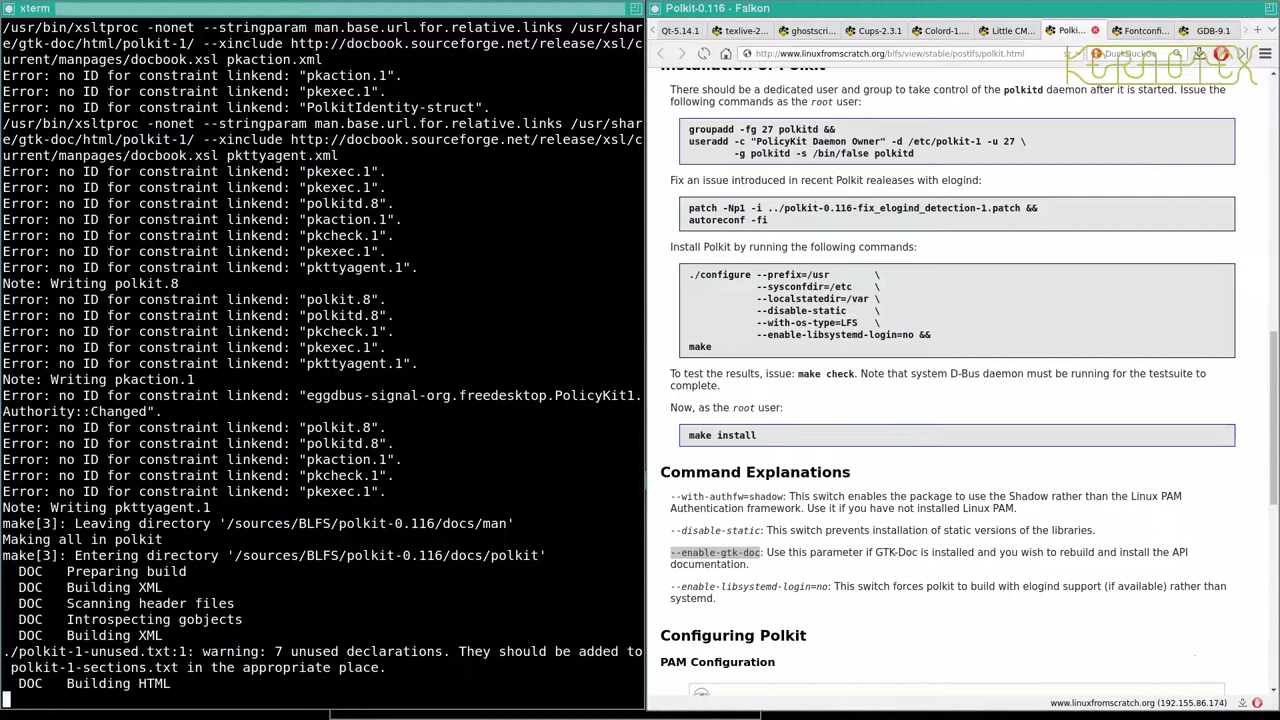 xterm
/usr/bin/xsltproc -nonet --stringparam man.base.url.for.relative.links /usr/shar
e/gtk-doc/html/polkit-1/ --xinclude http://docbook.sourceforge.net/release/xsl/c
urrent/manpages/docbook.xsl pkaction.xml
Error: no ID for constraint linkend: "pkaction.1".
Error: no ID for constraint linkend: "pkexec.1".
Error: no ID for constraint linkend: "PolkitIdentity-struct".
/usr/bin/xsltproc -nonet --stringparam man.base.url.for.relative.links /usr/shar
e/gtk-doc/html/polkit-1/ --xinclude http://docbook.sourceforge.net/release/xsl/c
urrent/manpages/docbook.xsl pkttyagent.xml
Error: no ID for constraint linkend: "pkexec.1".
Error: no ID for constraint linkend: "pkexec.1".
Error: no ID for constraint linkend: "polkitd.8".
Error: no ID for constraint linkend: "pkaction.1".
Error: no ID for constraint linkend: "pkcheck.1".
Error: no ID for constraint linkend: "pkexec.1".
Error: no ID for constraint linkend: "pkttyagent.1".
Note: Writing polkit.8
Error: no ID for constraint linkend: "polkit.8".
Error: no ID for constraint linkend: "polkitd.8".
Error: no ID for constraint linkend: "pkcheck.1".
Error: no ID for constraint linkend: "pkexec.1".
Error: no ID for constraint linkend: "pkttyagent.1".
Note: Writing pkaction.1
Error: no ID for constraint linkend: "eggdbus-signal-org.freedesktop.PolicyKit1.
Authority::Changed".
Error: no ID for constraint linkend: "polkit.8".
Error: no ID for constraint linkend: "polkitd.8".
Error: no ID for constraint linkend: "pkaction.1".
Error: no ID for constraint linkend: "pkcheck.1".
Error: no ID for constraint linkend: "pkexec.1".
Note: Writing pkttyagent.1
make[3]: Leaving directory '/sources/BLFS/polkit-0.116/docs/man'
Making all in polkit
make[3]: Entering directory '/sources/BLFS/polkit-0.116/docs/polkit'
DOC   Preparing build
DOC   Building XML
DOC   Scanning header files
DOC   Introspecting gobjects
DOC   Building XML
./polkit-1-unused.txt:1: warning: 7 unused declarations. They should be added to
polkit-1-sections.txt in the appropriate place.
DOC   Building HTML
Polkit-0.116 - Falkon
Qt-5.14.1 texlive-2... ghostscri... Cups-2.3.1 Colord-1... Little CM... Polki... Fontconfi... GDB-9.1
http://www.linuxfromscratch.org/blfs/view/stable/postlfs/polkit.html DuckDuckGo
KERNOTEX
Installation of Polkit
There should be a dedicated user and group to take control of the polkitd daemon after it is started. Issue the
following commands as the root user:
groupadd -fg 27 polkitd &&
useradd -c "PolicyKit Daemon Owner" -d /etc/polkit-1 -u 27 \
-g polkitd -s /bin/false polkitd
Fix an issue introduced in recent Polkit realeases with elogind:
patch -Np1 -i ../polkit-0.116-fix_elogind_detection-1.patch &&
autoreconf -fi
Install Polkit by running the following commands:
./configure --prefix=/usr       \
--sysconfdir=/etc    \
--localstatedir=/var \
--disable-static     \
--with-os-type=LFS   \
--enable-libsystemd-login=no &&
make
To test the results, issue: make check. Note that system D-Bus daemon must be running for the testsuite to
complete.
Now, as the root user:
make install
Command Explanations
--with-authfw=shadow: This switch enables the package to use the Shadow rather than the Linux PAM
Authentication framework. Use it if you have not installed Linux PAM.
--disable-static: This switch prevents installation of static versions of the libraries.
--enable-gtk-doc: Use this parameter if GTK-Doc is installed and you wish to rebuild and install the API
documentation.
--enable-libsystemd-login=no: This switch forces polkit to build with elogind support (if available) rather than
systemd.
Configuring Polkit
PAM Configuration
www.linuxfromscratch.org (192.155.86.174)